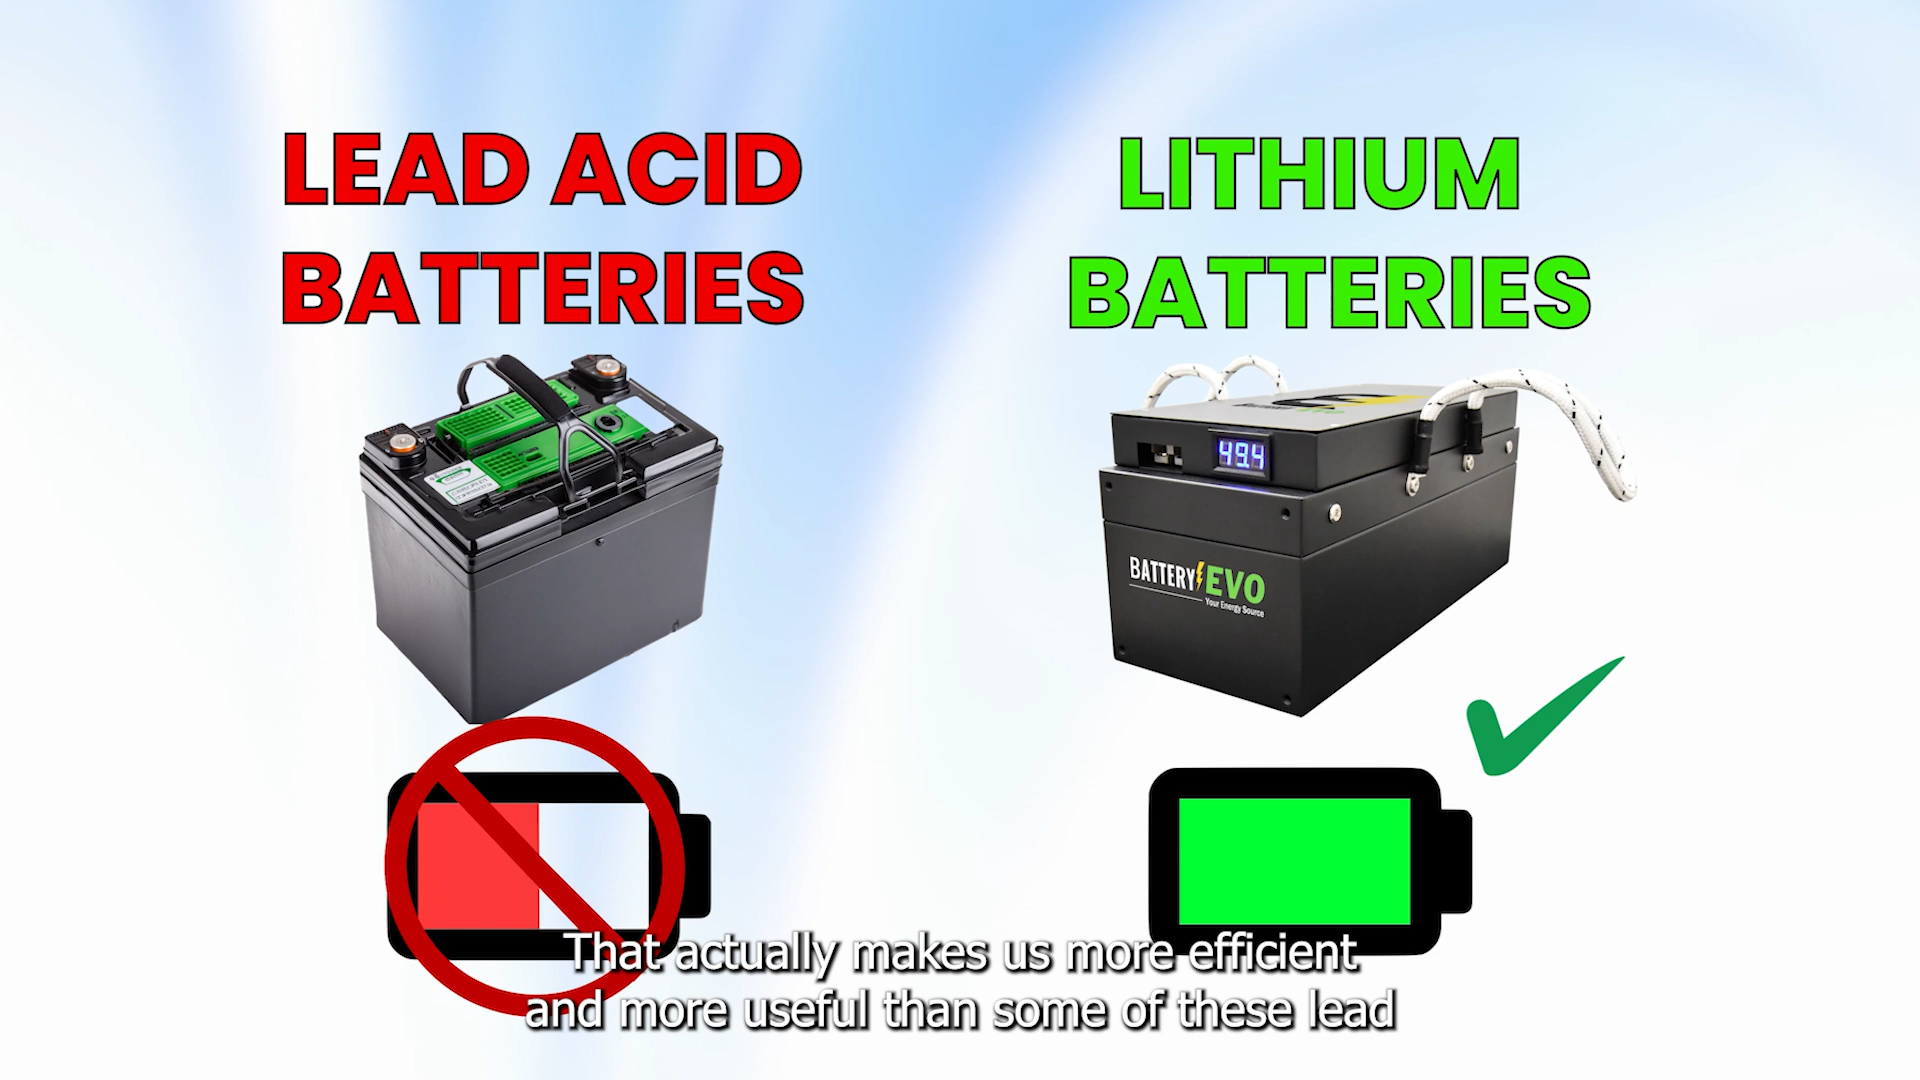 LEAD ACID
BATTERIES
LITHIUM
BATTERIES
49.4
BATTERY EVO
Your Energy Source
That actually makes us more efficient
and more useful than some of these lead